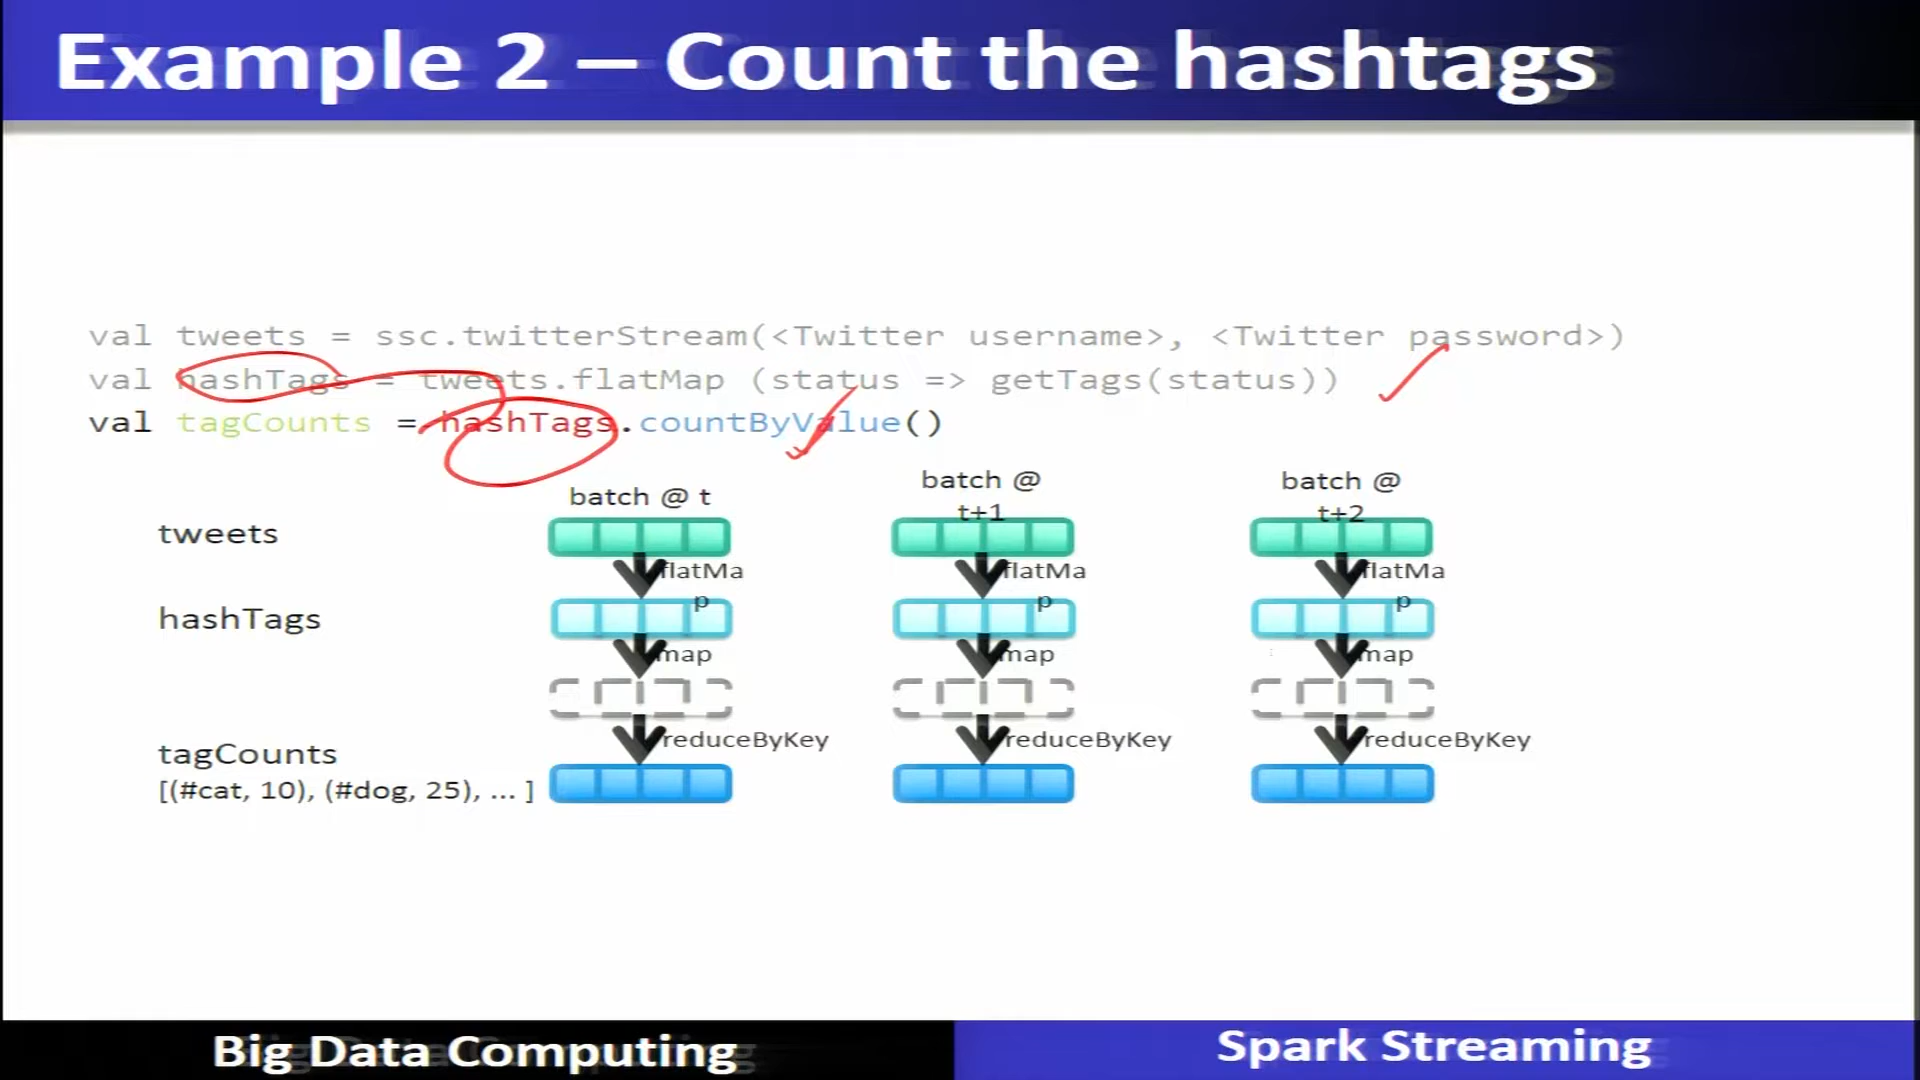 Example 2 – Count the hashtags
val tweets = ssc.twitterStream(<Twitter username>, <Twitter password>)
val hashTags = tweets.flatMap (status => getTags(status))
val tagCounts = hashTags.countByValue()
batch @ t
batch @
t+1
batch @
t+2
tweets
flatMa
p
flatMa
p
flatMa
p
hashTags
map
map
map
reduceByKey
reduceByKey
reduceByKey
tagCounts
[(#cat, 10), (#dog, 25), ... ]
Big Data Computing
Spark Streaming